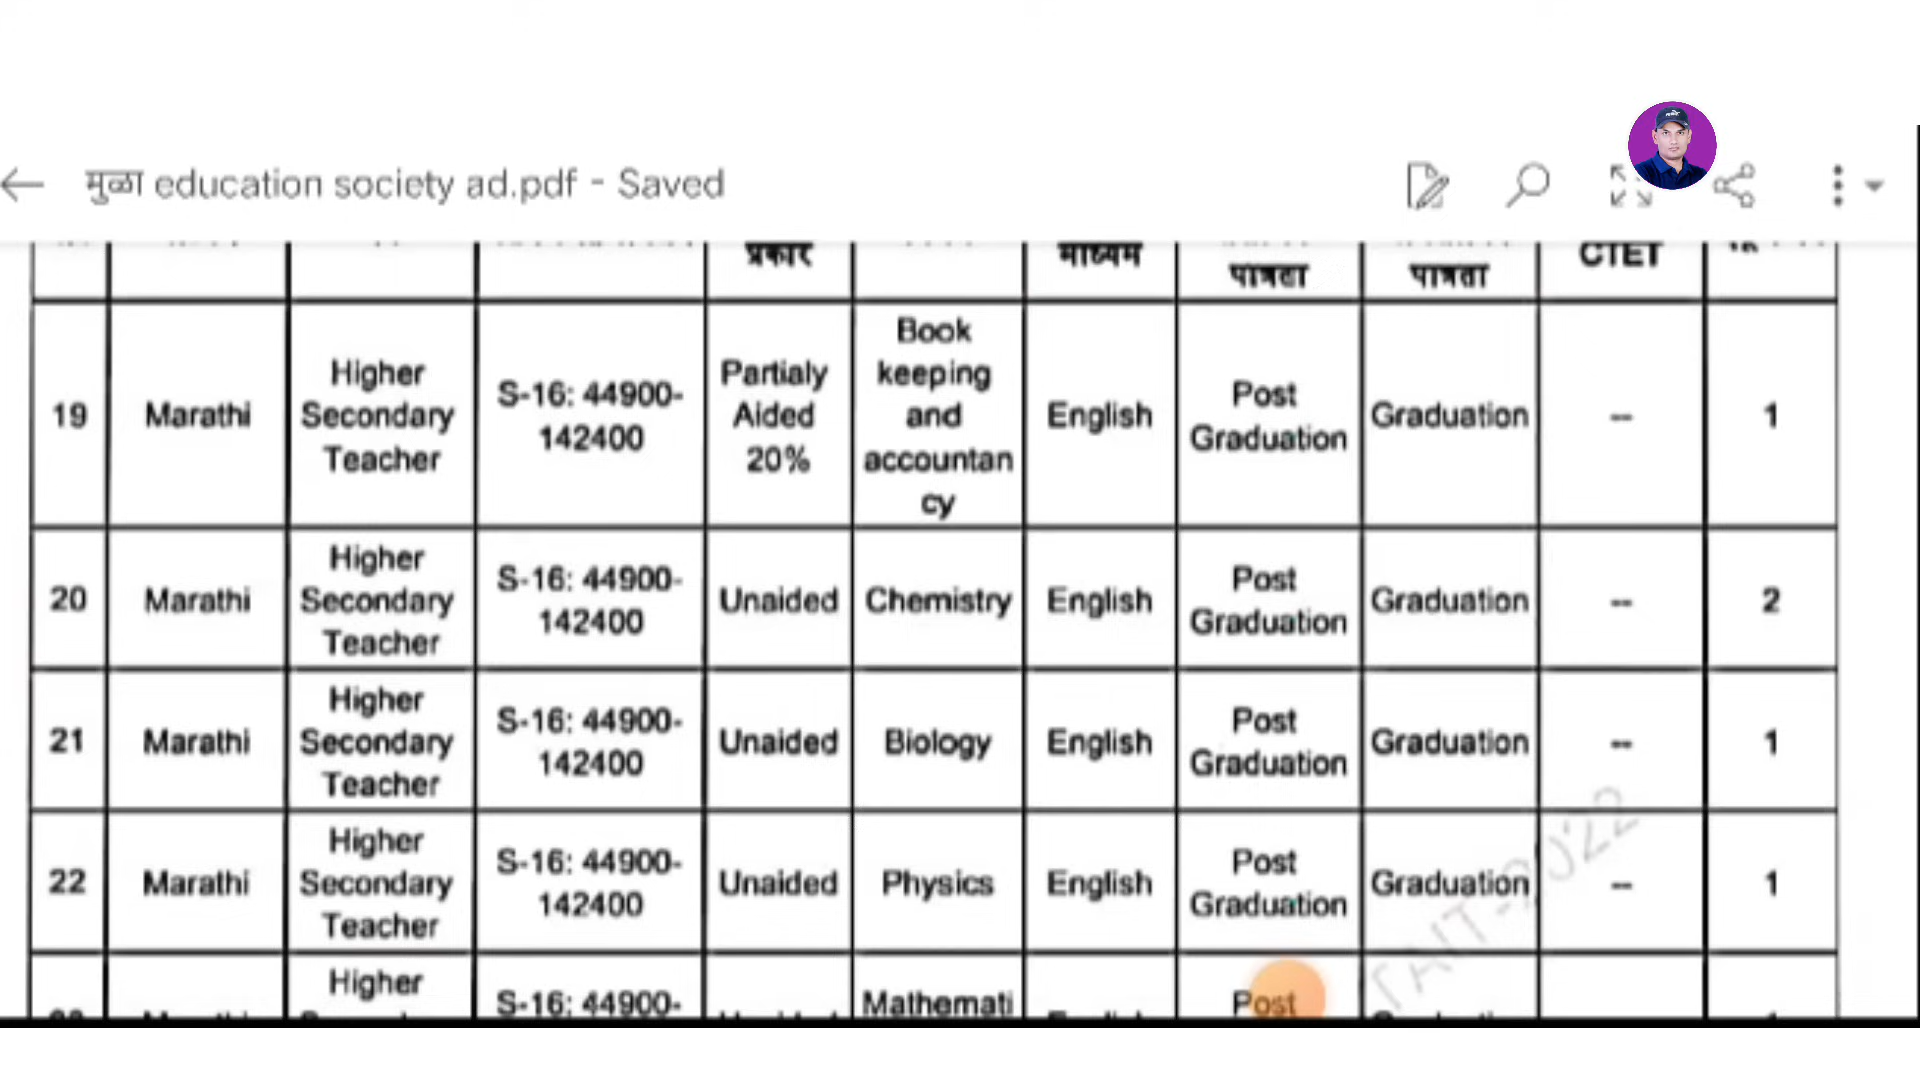 मुळा education society ad.pdf - Saved
प्रकार माध्यम पात्रता पात्रता CTET
19 Marathi Higher Secondary Teacher S-16: 44900-142400 Partialy Aided 20% Book keeping and accountancy English Post Graduation Graduation -- 1
20 Marathi Higher Secondary Teacher S-16: 44900-142400 Unaided Chemistry English Post Graduation Graduation -- 2
21 Marathi Higher Secondary Teacher S-16: 44900-142400 Unaided Biology English Post Graduation Graduation -- 1
22 Marathi Higher Secondary Teacher S-16: 44900-142400 Unaided Physics English Post Graduation Graduation -- 1
Higher S-16: 44900- Mathemati Post
TAIT-2022